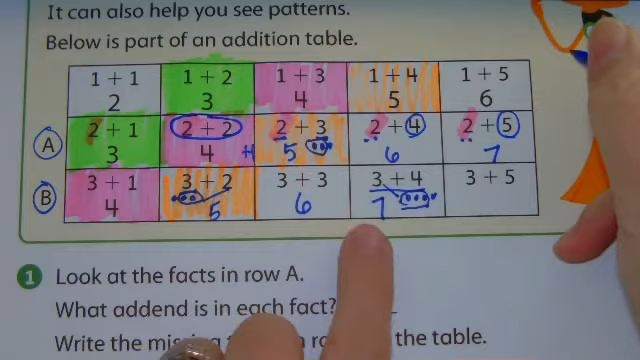 It can also help you see patterns.
Below is part of an addition table.
1 + 1 1 + 2 1 + 3 1 + 4 1 + 5
2 3 4 5 6
A 2 + 1 2 + 2 2 + 3 2 + 4 2 + 5
3 4 5 6 7
B 3 + 1 3 + 2 3 + 3 3 + 4 3 + 5
4 5 6 7
1 Look at the facts in row A.
What addend is in each fact?
Write the the table.